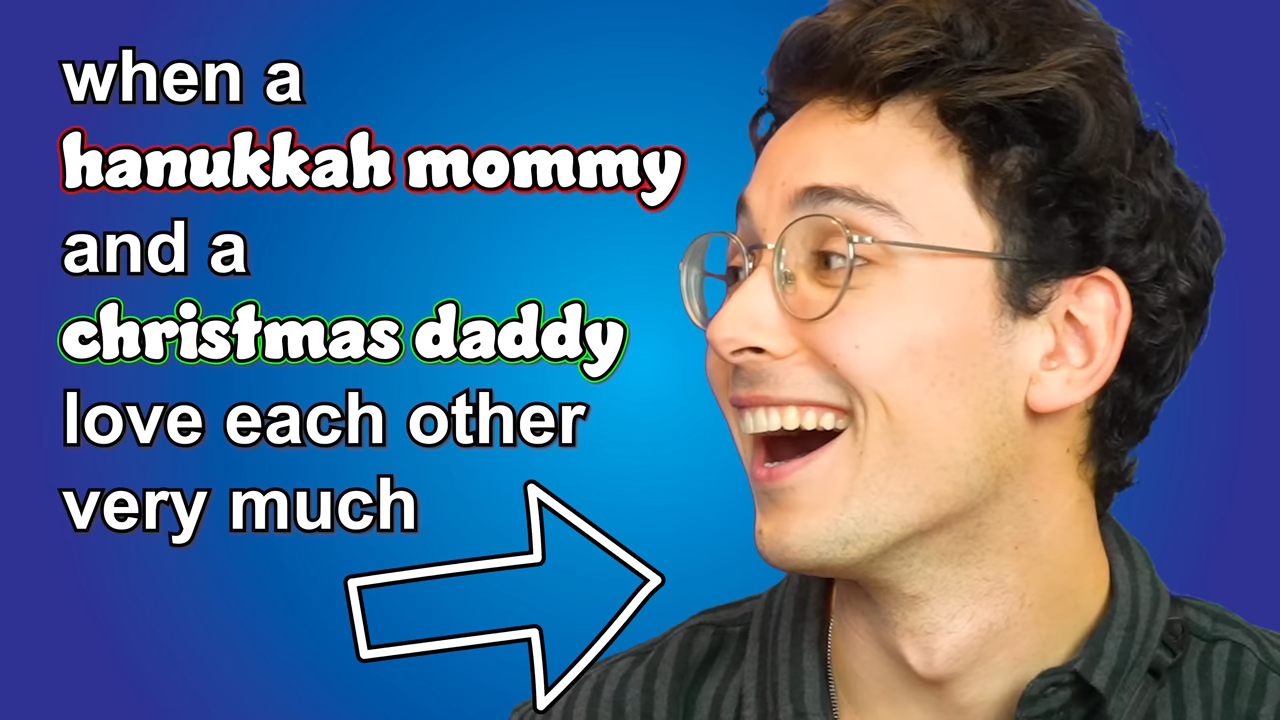 when a
hanukkah mommy
and a
christmas daddy
love each other
very much